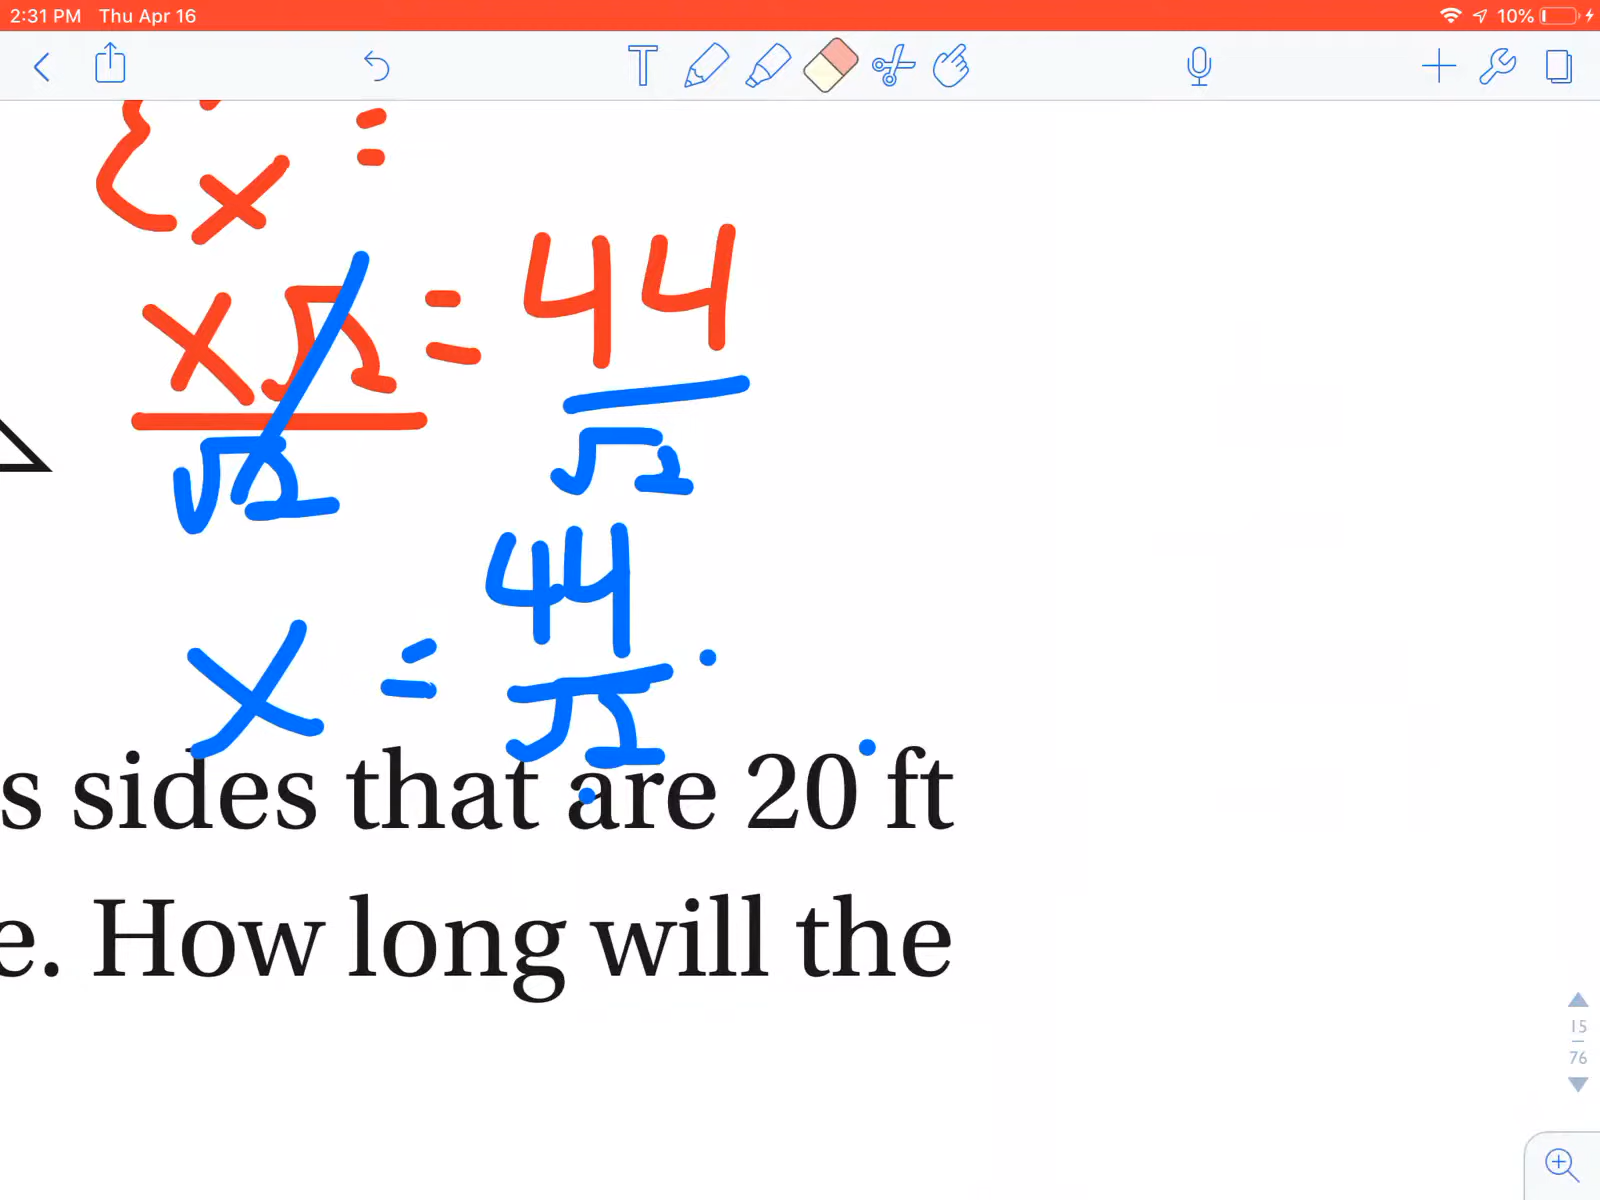 2:31 PM Thu Apr 16 10%
T
x =
x√2 = 44
√2 √2
x = 44
√2
s sides that are 20 ft
e. How long will the
15
76